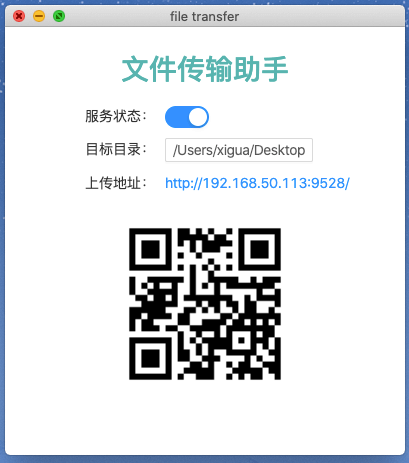 file transfer
文件传输助手
服务状态：
目标目录： /Users/xigua/Desktop
上传地址： http://192.168.50.113:9528/